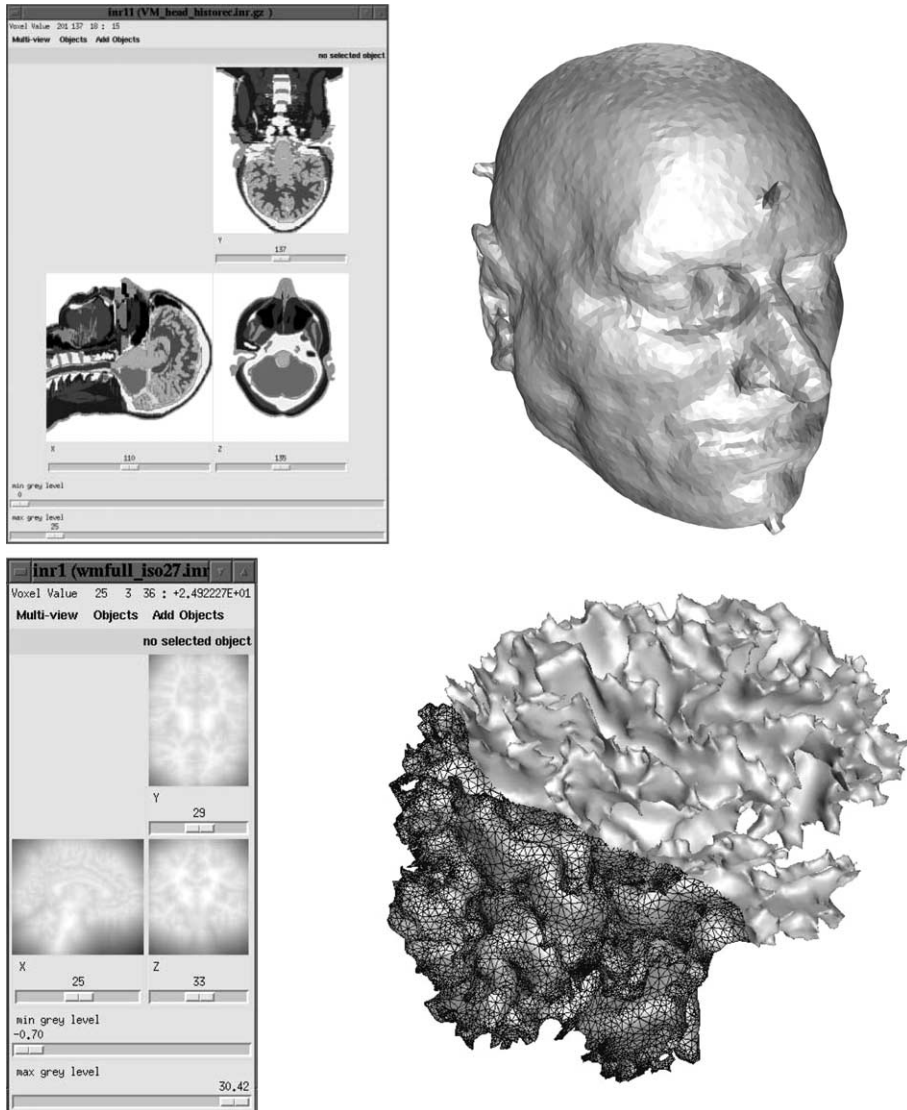 inr11 (VM_head_historec.inr.gz )
Voxel Value 201 137 18 : 15
Multi-view Objects Add Objects
no selected object
Y
137
X
110
Z
135
min grey level
0
max grey level
25
inr1 (wmfull_iso27.inr
Voxel Value 25 3 36 : +2.492227E+01
Multi-view Objects Add Objects
no selected object
Y
29
X
25
Z
33
min grey level
-0.70
max grey level
30.42